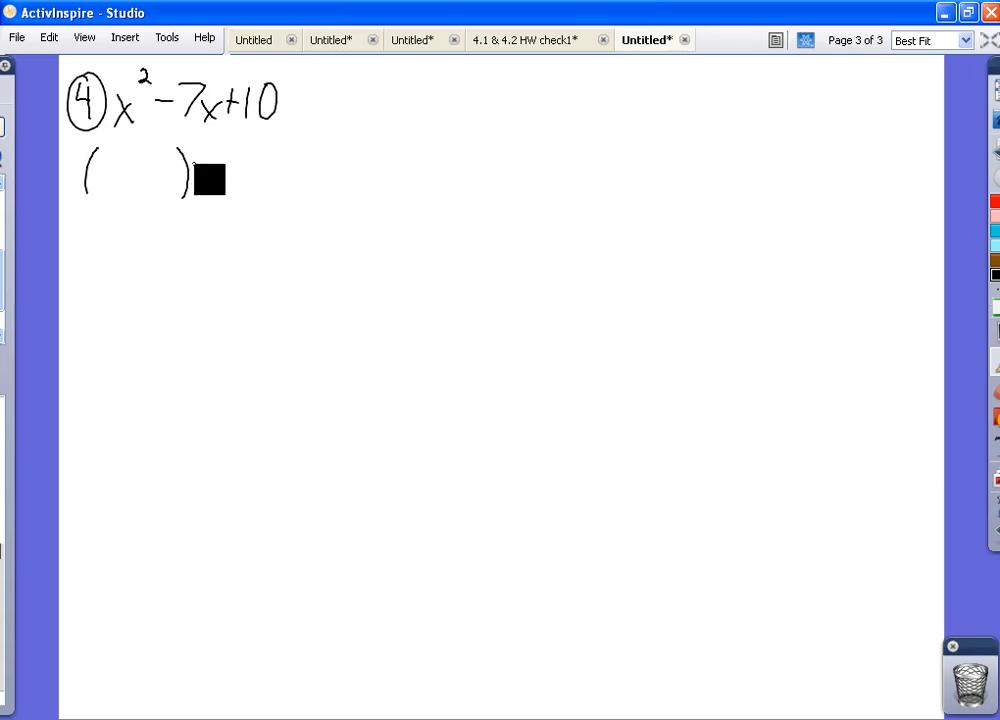 ActivInspire - Studio
File Edit View Insert Tools Help Untitled Untitled* Untitled* 4.1 & 4.2 HW check1* Untitled* Page 3 of 3 Best Fit
④ x² - 7x + 10
( )